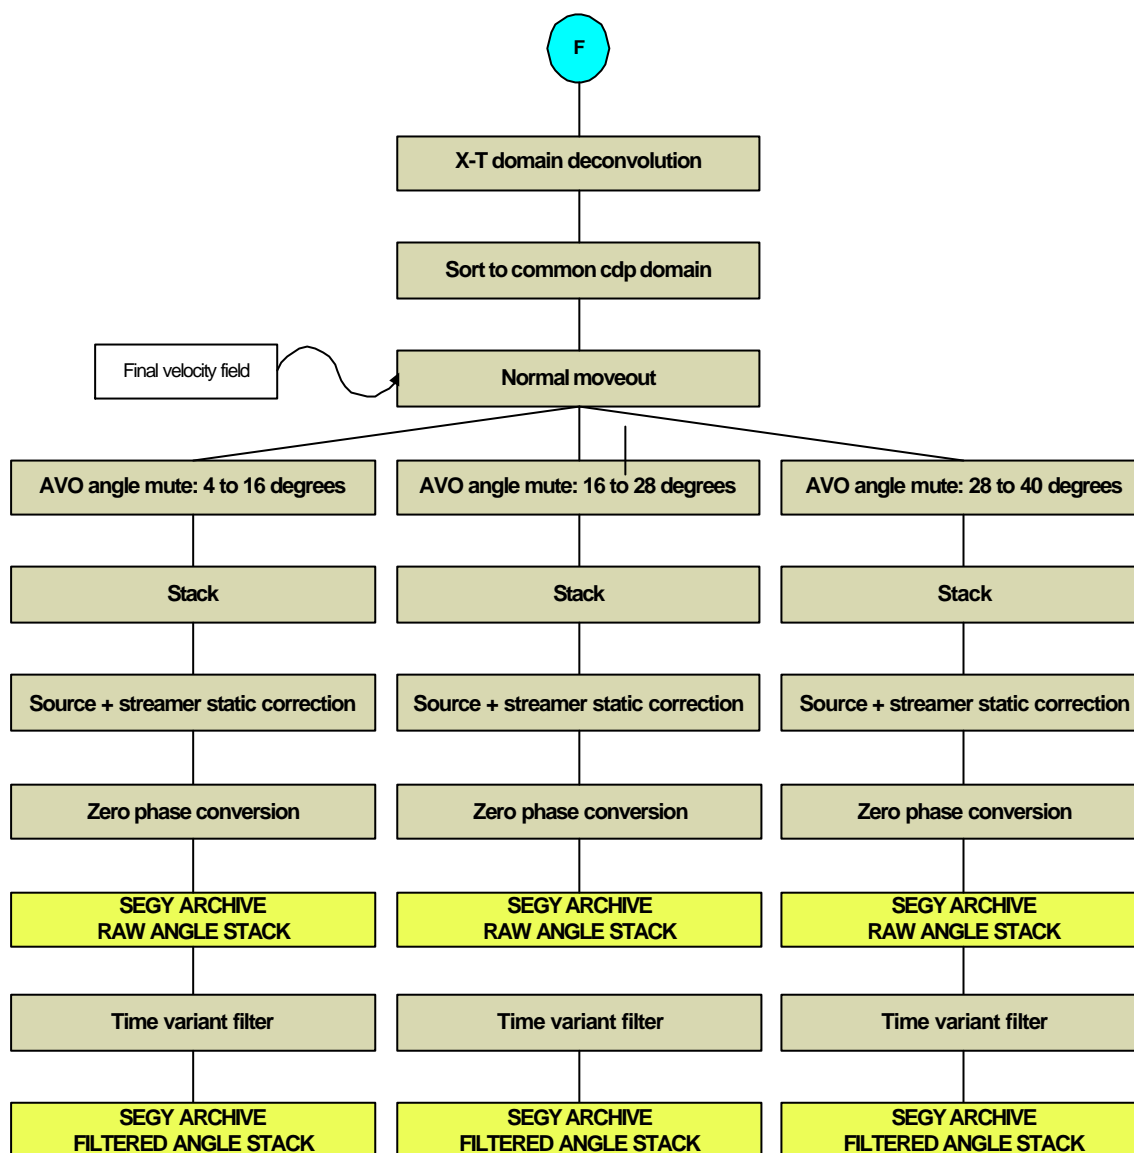 F
X-T domain deconvolution
Sort to common cdp domain
Final velocity field
Normal moveout
AVO angle mute: 4 to 16 degrees
AVO angle mute: 16 to 28 degrees
AVO angle mute: 28 to 40 degrees
Stack
Stack
Stack
Source + streamer static correction
Source + streamer static correction
Source + streamer static correction
Zero phase conversion
Zero phase conversion
Zero phase conversion
SEGY ARCHIVE
RAW ANGLE STACK
SEGY ARCHIVE
RAW ANGLE STACK
SEGY ARCHIVE
RAW ANGLE STACK
Time variant filter
Time variant filter
Time variant filter
SEGY ARCHIVE
FILTERED ANGLE STACK
SEGY ARCHIVE
FILTERED ANGLE STACK
SEGY ARCHIVE
FILTERED ANGLE STACK